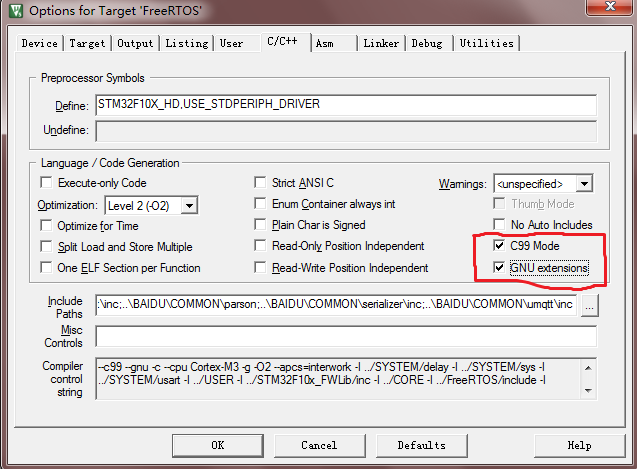 Options for Target 'FreeRTOS'
Device Target Output Listing User C/C++ Asm Linker Debug Utilities
Preprocessor Symbols
Define: STM32F10X_HD,USE_STDPERIPH_DRIVER
Undefine:
Language / Code Generation
Execute-only Code Strict ANSI C Warnings: <unspecified>
Optimization: Level 2 (-O2) Enum Container always int Thumb Mode
Optimize for Time Plain Char is Signed No Auto Includes
Split Load and Store Multiple Read-Only Position Independent C99 Mode
One ELF Section per Function Read-Write Position Independent GNU extensions
Include Paths :\inc;..\BAIDU\COMMON\parson;..\BAIDU\COMMON\serializer\inc;..\BAIDU\COMMON\umqtt\inc ...
Misc Controls
Compiler control string --c99 --gnu -c --cpu Cortex-M3 -g -O2 --apcs=interwork -I ../SYSTEM/delay -I ../SYSTEM/sys -I
../SYSTEM/usart -I ../USER -I ../STM32F10x_FWLib/inc -I ../CORE -I ../FreeRTOS/include -I
OK Cancel Defaults Help